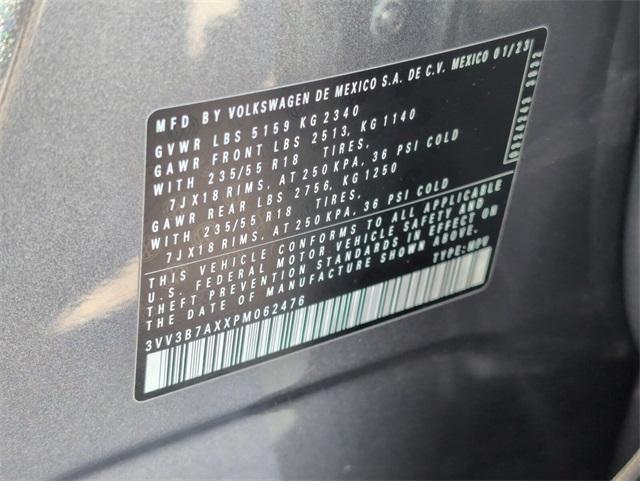 MFD BY VOLKSWAGEN DE MEXICO S.A. DE C.V. MEXICO 01/23
GVWR LBS 5159 KG 2340
GAWR FRONT LBS 2513, KG 1140
WITH 235/55 R18 TIRES,
7JX18 RIMS, AT 250 KPA, 36 PSI COLD
GAWR REAR LBS 2756, KG 1250
WITH 235/55 R18 TIRES,
7JX18 RIMS, AT 250 KPA, 36 PSI COLD
THIS VEHICLE CONFORMS TO ALL APPLICABLE
U.S. FEDERAL MOTOR VEHICLE SAFETY AND
THEFT PREVENTION STANDARDS IN EFFECT ON
THE DATE OF MANUFACTURE SHOWN ABOVE.
TYPE: MPV
3VV3B7AXXPM062476